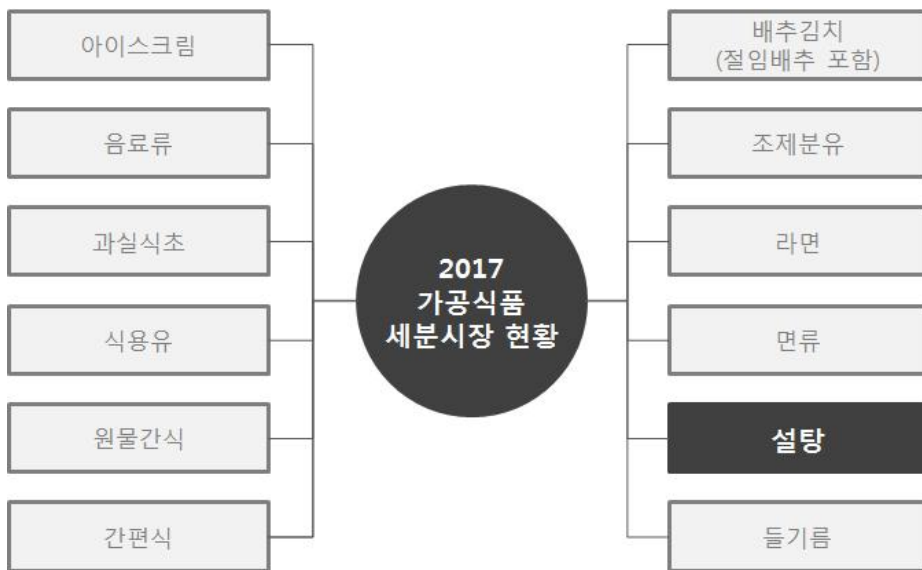 아이스크림
음료류
과실식초
식용유
원물간식
간편식
2017
가공식품
세분시장 현황
배추김치
(절임배추 포함)
조제분유
라면
면류
설탕
들기름